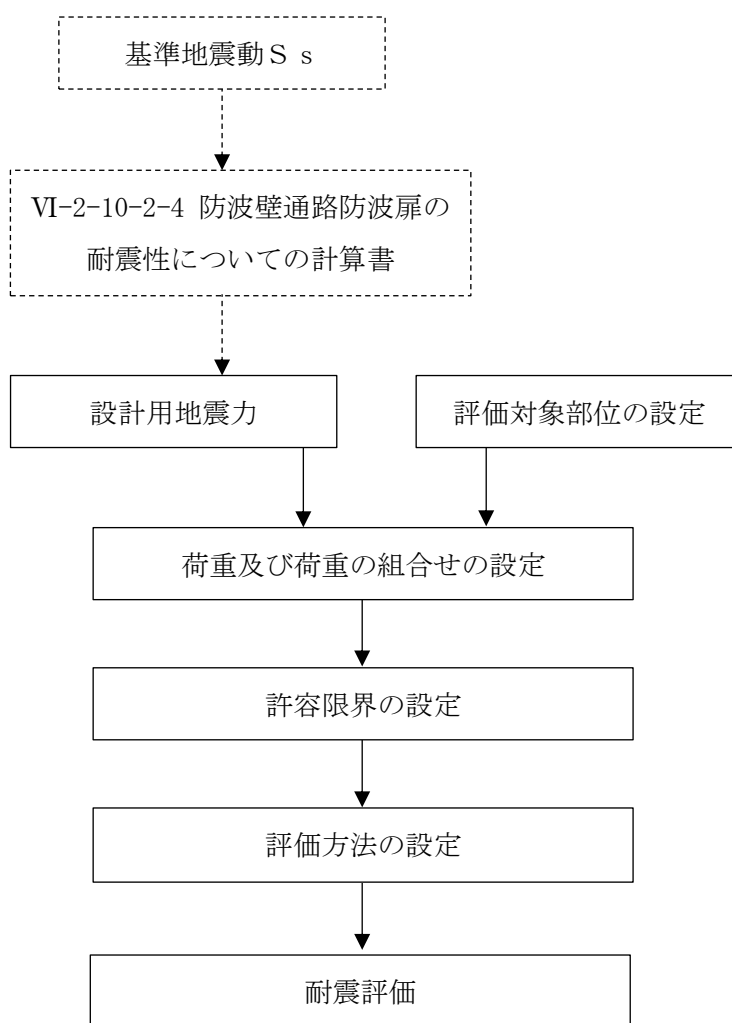 基準地震動Ｓｓ
Ⅵ-2-10-2-4 防波壁通路防波扉の
耐震性についての計算書
設計用地震力
評価対象部位の設定
荷重及び荷重の組合せの設定
許容限界の設定
評価方法の設定
耐震評価